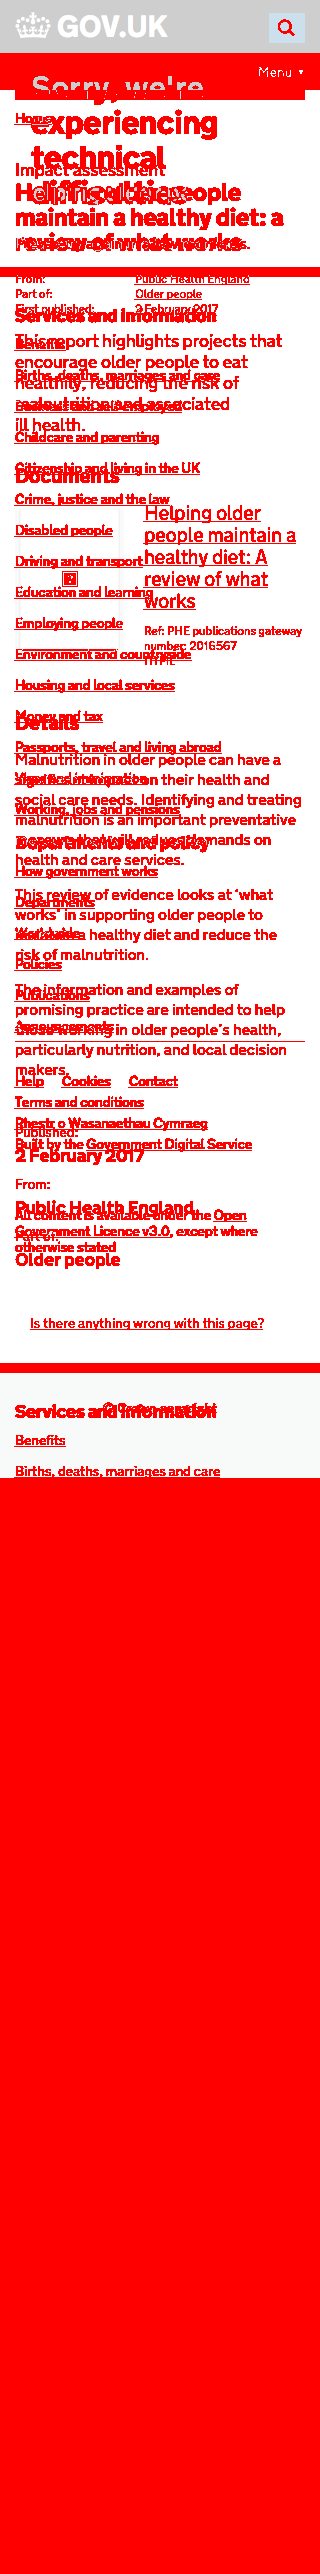 GOV.UK
Menu ▼
Sorry, we're
experiencing
technical
difficulties
Home
Impact assessment
Helping older people
maintain a healthy diet: a
review of what works
From:
Public Health England
Part of:
Older people
First published:
2 February 2017
Services and information
This report highlights projects that
encourage older people to eat
healthily, reducing the risk of
malnutrition and associated
ill health.
Benefits
Births, deaths, marriages and care
Business and self-employed
Childcare and parenting
Citizenship and living in the UK
Documents
Crime, justice and the law
Disabled people
Driving and transport
Education and learning
Employing people
Environment and countryside
Housing and local services
Money and tax
Passports, travel and living abroad
Visas and immigration
Working, jobs and pensions
Helping older
people maintain a
healthy diet: A
review of what
works
Ref: PHE publications gateway
number: 2016567
HTML
Details
Malnutrition in older people can have a
significant impact on their health and
social care needs. Identifying and treating
malnutrition is an important preventative
measure that will reduce demands on
health and care services.
Departments and policy
How government works
Departments
Worldwide
Policies
Publications
Announcements
This review of evidence looks at ‘what
works’ in supporting older people to
maintain a healthy diet and reduce the
risk of malnutrition.
The information and examples of
promising practice are intended to help
those working in older people’s health,
particularly nutrition, and local decision
makers.
Help Cookies Contact
Terms and conditions
Rhestr o Wasanaethau Cymraeg
Built by the Government Digital Service
Published:
2 February 2017
From:
Public Health England
Part of:
Older people
All content is available under the Open
Government Licence v3.0, except where
otherwise stated
Is there anything wrong with this page?
© Crown copyright
Services and information
Benefits
Births, deaths, marriages and care